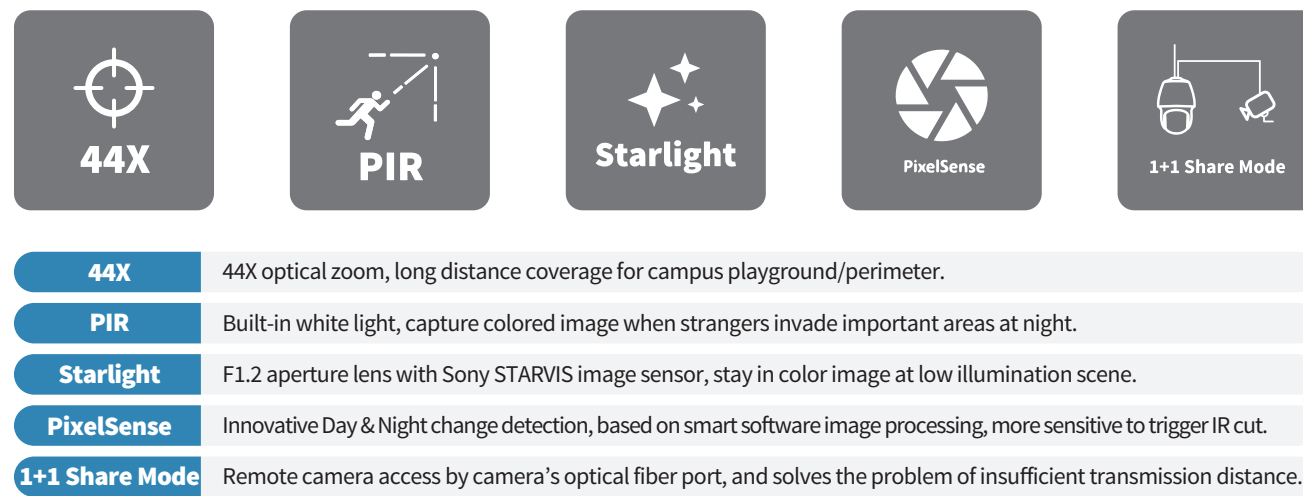 44X
PIR
Starlight
PixelSense
1+1 Share Mode
44X 44X optical zoom, long distance coverage for campus playground/perimeter.
PIR Built-in white light, capture colored image when strangers invade important areas at night.
Starlight F1.2 aperture lens with Sony STARVIS image sensor, stay in color image at low illumination scene.
PixelSense Innovative Day & Night change detection, based on smart software image processing, more sensitive to trigger IR cut.
1+1 Share Mode Remote camera access by camera’s optical fiber port, and solves the problem of insufficient transmission distance.